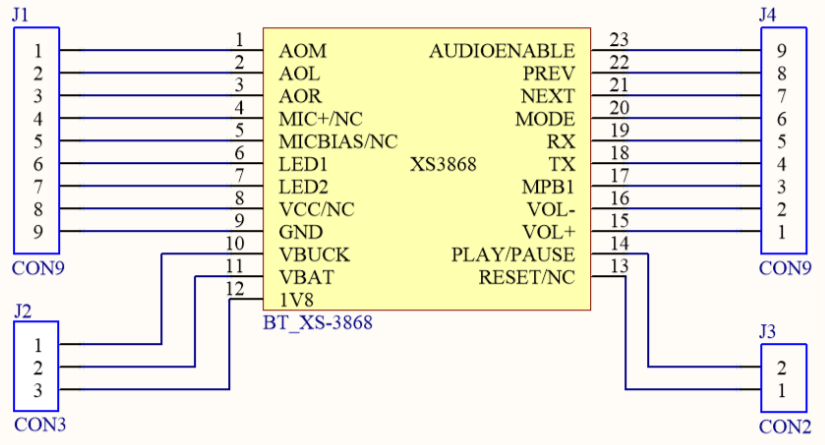 J1 J4
1 1 AOM AUDIOENABLE 23 9
2 2 AOL PREV 22 8
3 3 AOR NEXT 21 7
4 4 MIC+/NC MODE 20 6
5 5 MICBIAS/NC RX 19 5
6 6 LED1 XS3868 TX 18 4
7 7 LED2 MPB1 17 3
8 8 VCC/NC VOL- 16 2
9 9 GND VOL+ 15 1
CON9 10 VBUCK PLAY/PAUSE 14 CON9
11 VBAT RESET/NC 13
12 1V8
J2 BT_XS-3868 J3
1
2 2
3 1
CON3 CON2